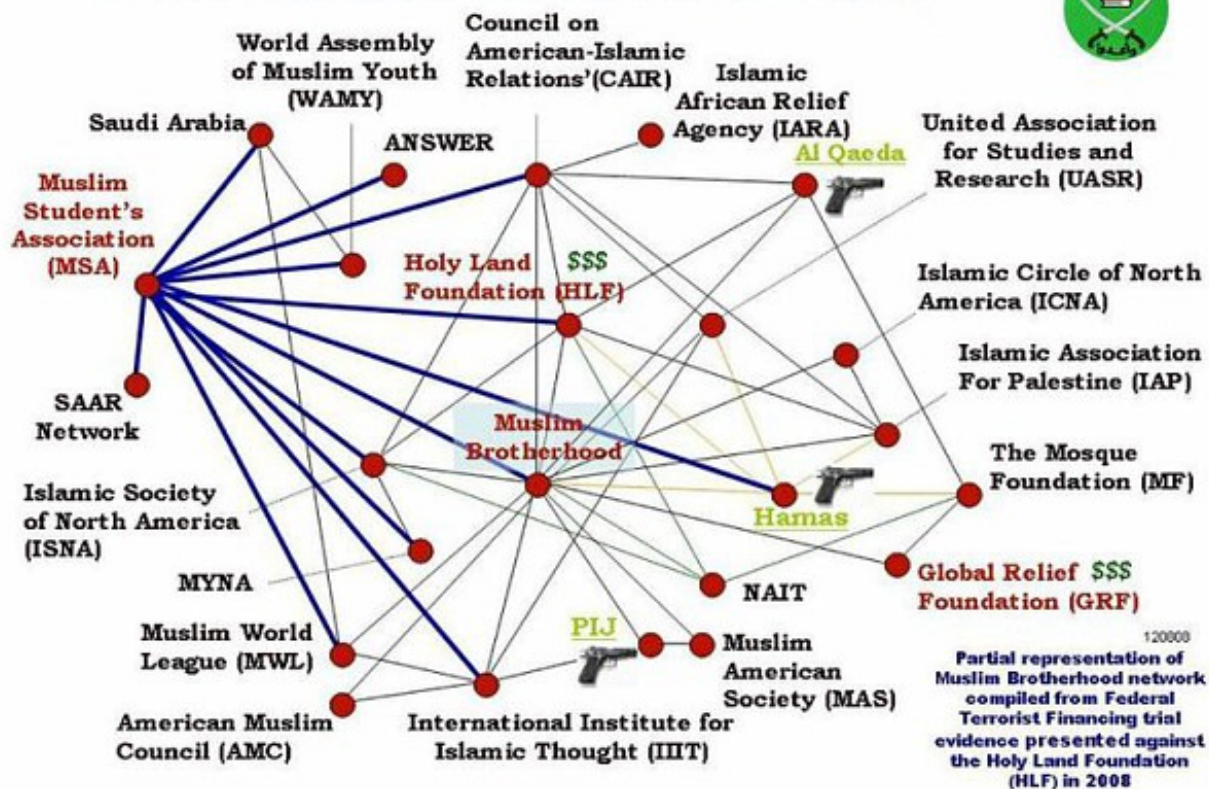 World Assembly
of Muslim Youth
(WAMY)
Council on
American-Islamic
Relations'(CAIR)
Islamic
African Relief
Agency (IARA)
Saudi Arabia
ANSWER
Al Qaeda
United Association
for Studies and
Research (UASR)
Muslim
Student's
Association
(MSA)
Holy Land $$$
Foundation (HLF)
Islamic Circle of North
America (ICNA)
Islamic Association
For Palestine (IAP)
SAAR
Network
Muslim
Brotherhood
The Mosque
Foundation (MF)
Islamic Society
of North America
(ISNA)
Hamas
MYNA
NAIT
Global Relief $$$
Foundation (GRF)
Muslim World
League (MWL)
PIJ
Muslim
American
Society (MAS)
American Muslim
Council (AMC)
International Institute for
Islamic Thought (IIIT)
120808
Partial representation of
Muslim Brotherhood network
compiled from Federal
Terrorist Financing trial
evidence presented against
the Holy Land Foundation
(HLF) in 2008